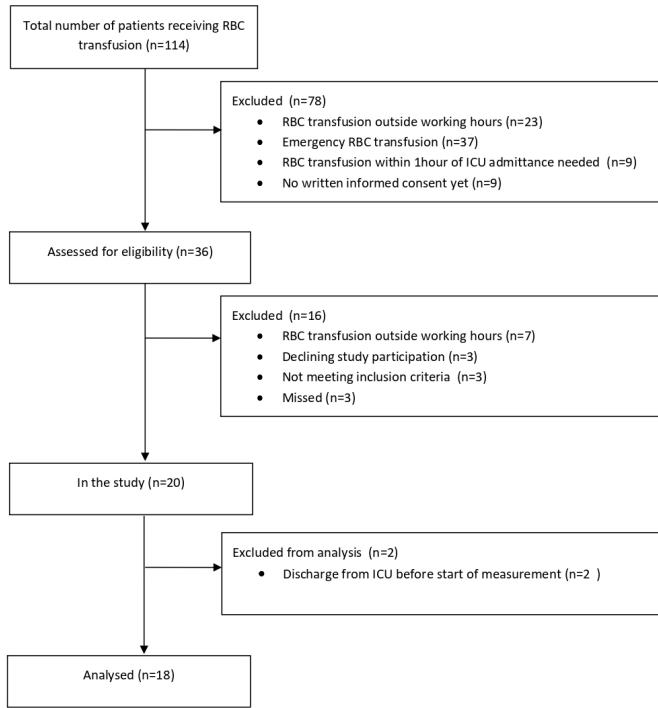 Total number of patients receiving RBC
transfusion (n=114)
Excluded (n=78)
• RBC transfusion outside working hours (n=23)
• Emergency RBC transfusion (n=37)
• RBC transfusion within 1hour of ICU admittance needed (n=9)
• No written informed consent yet (n=9)
Assessed for eligibility (n=36)
Excluded (n=16)
• RBC transfusion outside working hours (n=7)
• Declining study participation (n=3)
• Not meeting inclusion criteria (n=3)
• Missed (n=3)
In the study (n=20)
Excluded from analysis (n=2)
• Discharge from ICU before start of measurement (n=2 )
Analysed (n=18)